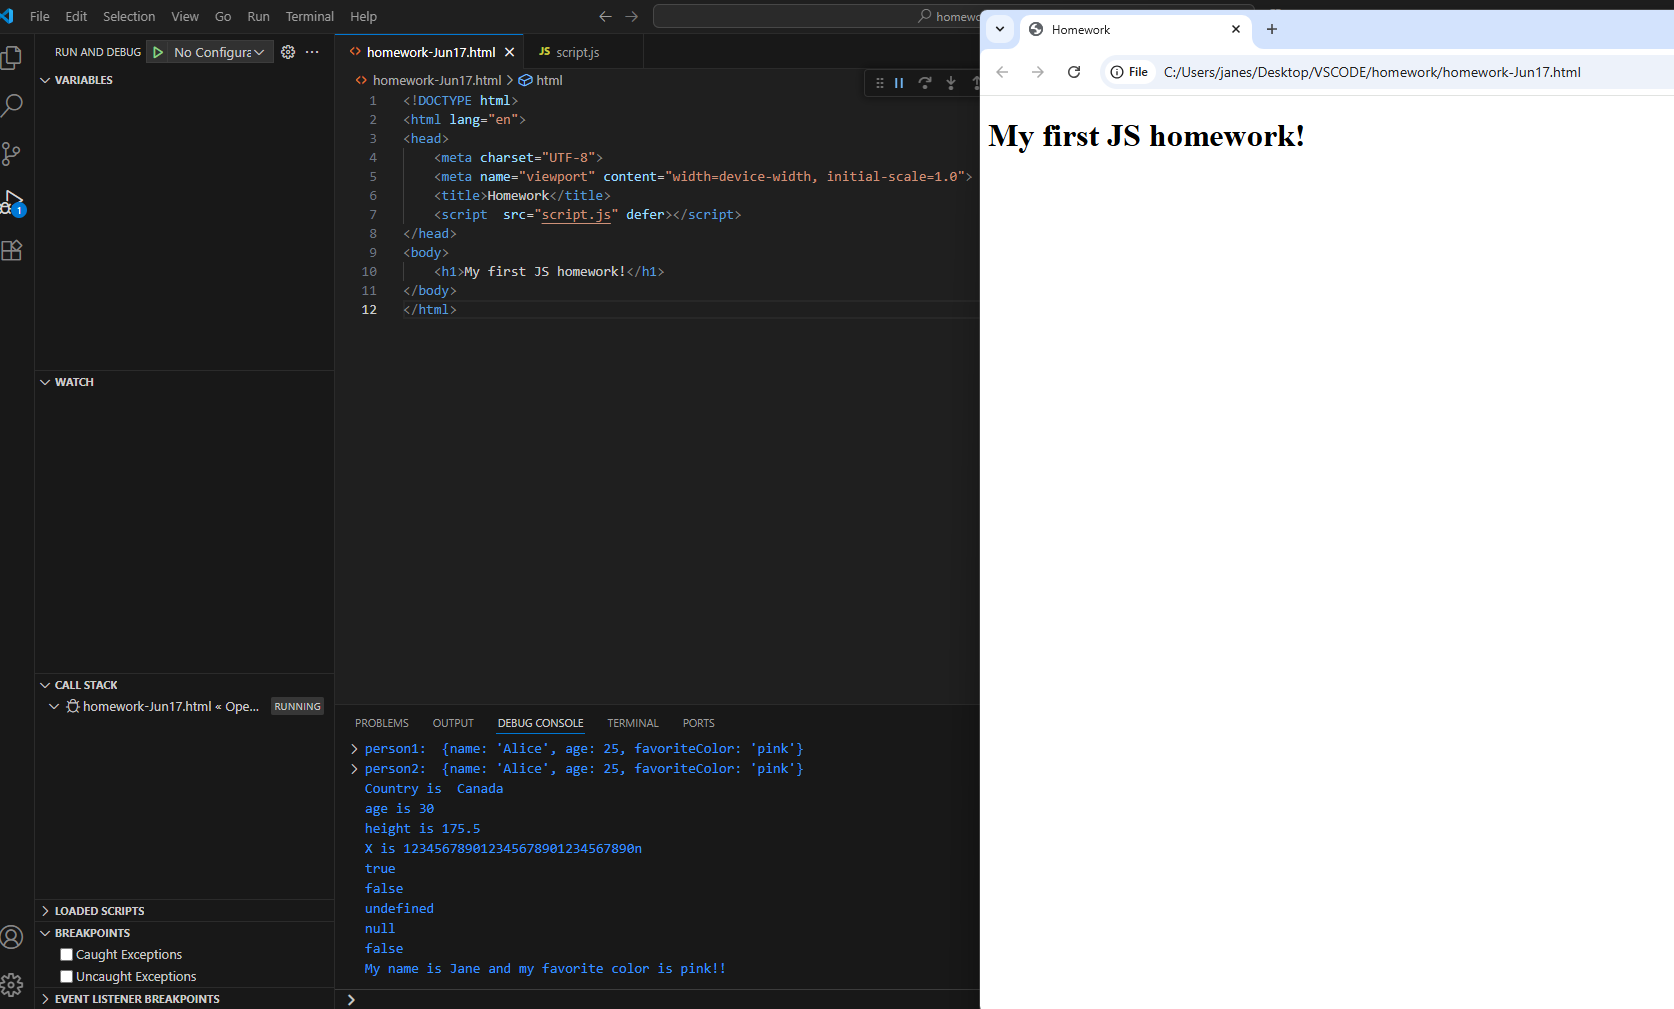 File Edit Selection View Go Run Terminal Help
homew
RUN AND DEBUG No Configura
VARIABLES
WATCH
CALL STACK
homework-Jun17.html « Ope...
RUNNING
LOADED SCRIPTS
BREAKPOINTS
Caught Exceptions
Uncaught Exceptions
EVENT LISTENER BREAKPOINTS
1
homework-Jun17.html
JS script.js
homework-Jun17.html > html
1 <!DOCTYPE html>
2 <html lang="en">
3 <head>
4 <meta charset="UTF-8">
5 <meta name="viewport" content="width=device-width, initial-scale=1.0">
6 <title>Homework</title>
7 <script  src="script.js" defer></script>
8 </head>
9 <body>
10 <h1>My first JS homework!</h1>
11 </body>
12 </html>
PROBLEMS OUTPUT DEBUG CONSOLE TERMINAL PORTS
person1:  {name: 'Alice', age: 25, favoriteColor: 'pink'}
person2:  {name: 'Alice', age: 25, favoriteColor: 'pink'}
Country is  Canada
age is 30
height is 175.5
X is 123456789012345678901234567890n
true
false
undefined
null
false
My name is Jane and my favorite color is pink!!
Homework
File C:/Users/janes/Desktop/VSCODE/homework/homework-Jun17.html
My first JS homework!